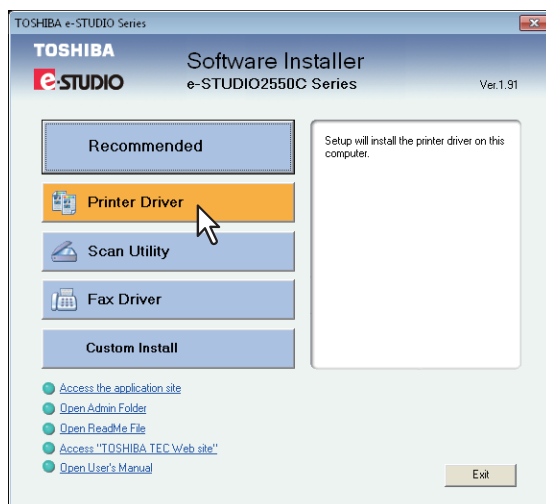 TOSHIBA e-STUDIO Series
TOSHIBA
e-STUDIO
Software Installer
e-STUDIO2550C Series
Ver.1.91
Recommended
Printer Driver
Scan Utility
Fax Driver
Custom Install
Setup will install the printer driver on this
computer.
Access the application site
Open Admin Folder
Open ReadMe File
Access "TOSHIBA TEC Web site"
Open User's Manual
Exit